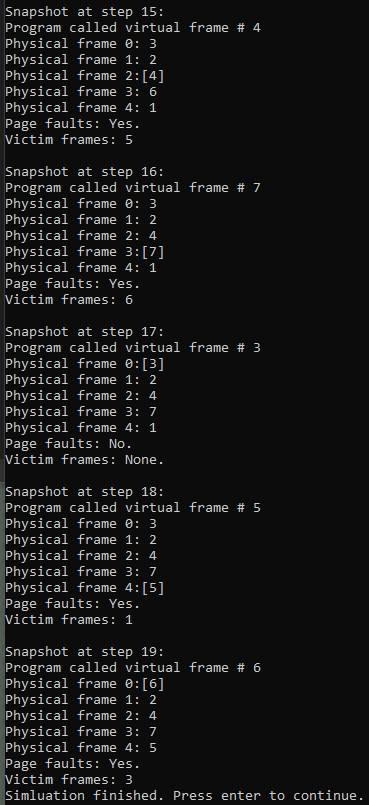 Snapshot at step 15:
Program called virtual frame # 4
Physical frame 0: 3
Physical frame 1: 2
Physical frame 2:[4]
Physical frame 3: 6
Physical frame 4: 1
Page faults: Yes.
Victim frames: 5
Snapshot at step 16:
Program called virtual frame # 7
Physical frame 0: 3
Physical frame 1: 2
Physical frame 2: 4
Physical frame 3:[7]
Physical frame 4: 1
Page faults: Yes.
Victim frames: 6
Snapshot at step 17:
Program called virtual frame # 3
Physical frame 0:[3]
Physical frame 1: 2
Physical frame 2: 4
Physical frame 3: 7
Physical frame 4: 1
Page faults: No.
Victim frames: None.
Snapshot at step 18:
Program called virtual frame # 5
Physical frame 0: 3
Physical frame 1: 2
Physical frame 2: 4
Physical frame 3: 7
Physical frame 4:[5]
Page faults: Yes.
Victim frames: 1
Snapshot at step 19:
Program called virtual frame # 6
Physical frame 0:[6]
Physical frame 1: 2
Physical frame 2: 4
Physical frame 3: 7
Physical frame 4: 5
Page faults: Yes.
Victim frames: 3
Simluation finished. Press enter to continue.